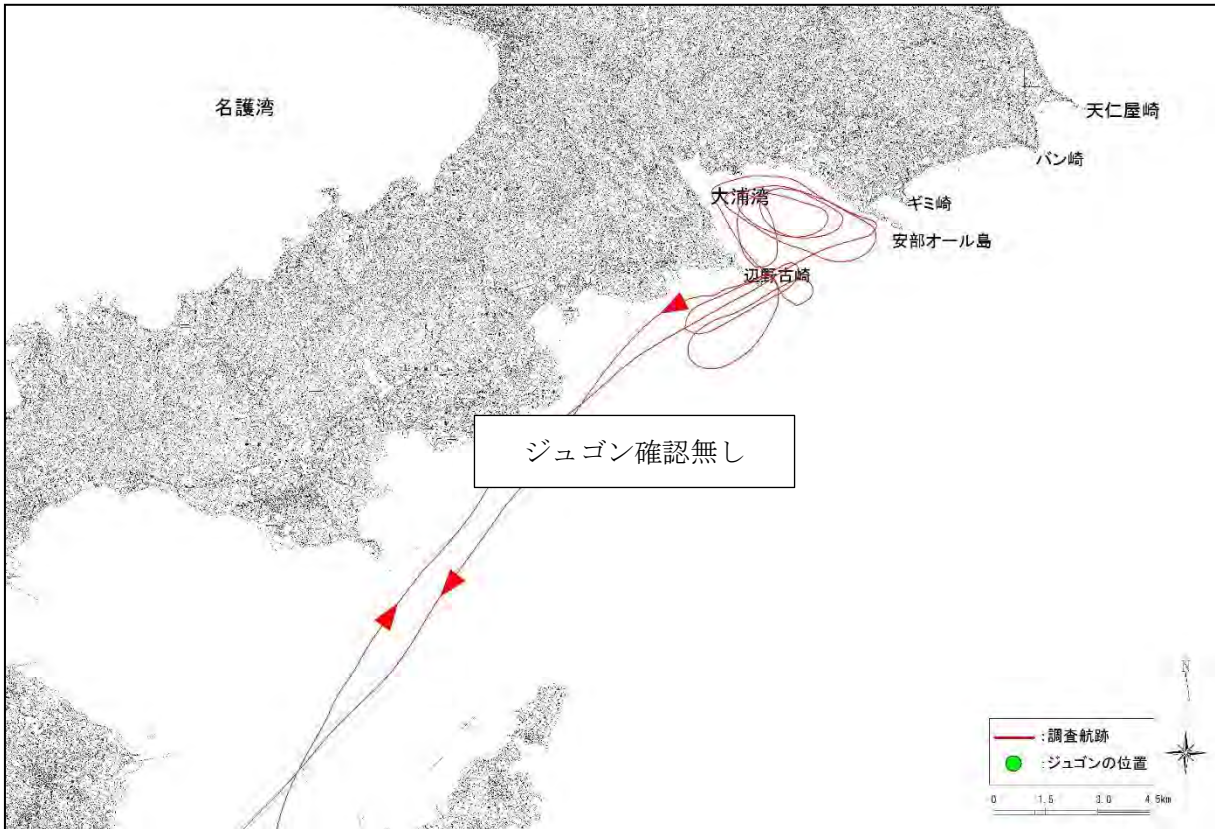 名護湾
天仁屋崎
バン崎
大浦湾
ギミ崎
安部オール島
辺野古崎
ジュゴン確認無し
N
:調査航跡
:ジュゴンの位置
0 1.5 3.0 4.5km